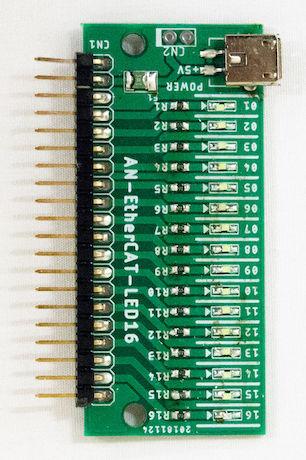 CN1
CN2
+5V
POWER
F1
R1 01
R2 02
R3 03
R4 04
R5 05
R6 06
R7 07
R8 08
R9 09
R10 10
R11 11
R12 12
R13 13
R14 14
R15 15
R16 16
AN-EtherCAT-LED16
20181124